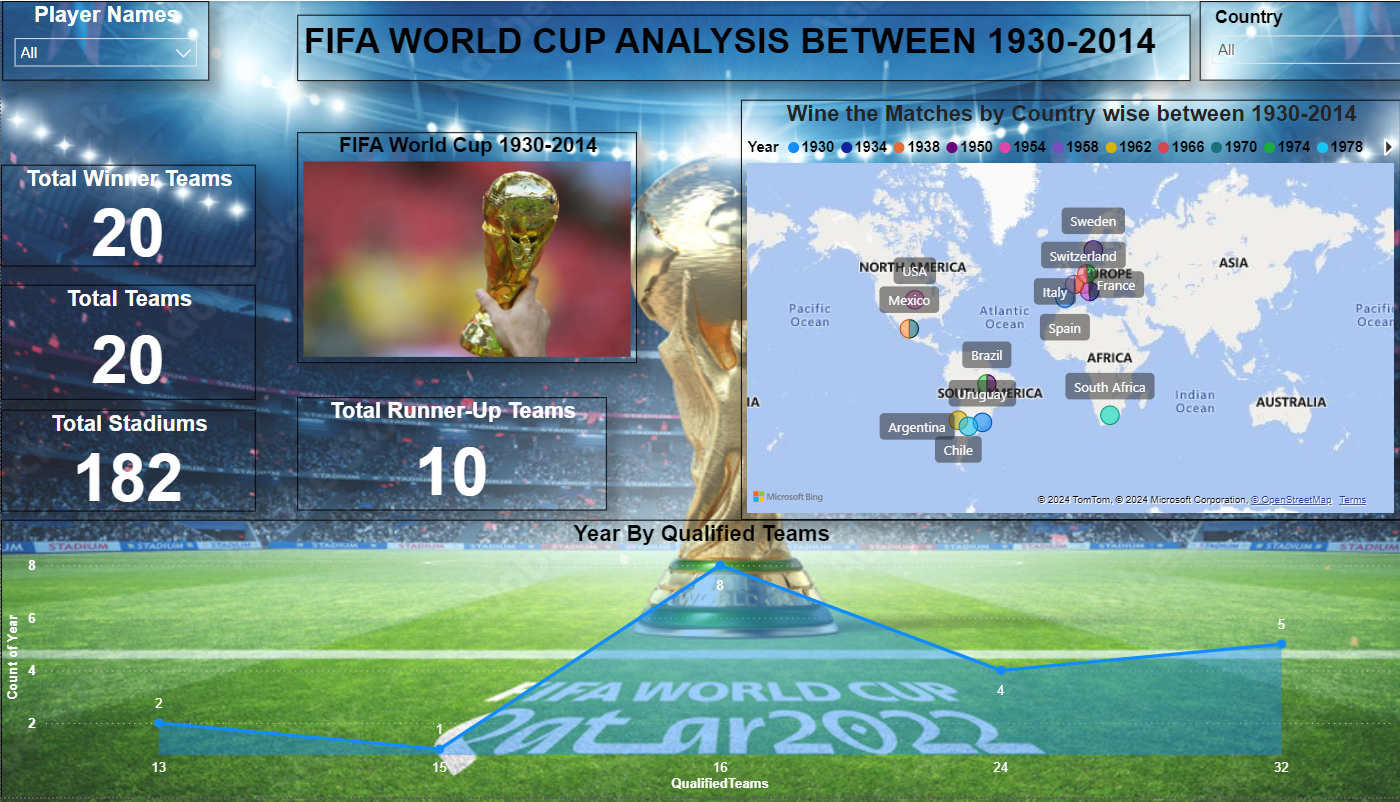 Player Names
All
FIFA WORLD CUP ANALYSIS BETWEEN 1930-2014
Country
All
Total Winner Teams
20
Total Teams
20
Total Stadiums
182
FIFA World Cup 1930-2014
Total Runner-Up Teams
10
Wine the Matches by Country wise between 1930-2014
Year 1930 1934 1938 1950 1954 1958 1962 1966 1970 1974 1978
Sweden
Switzerland
NORTH AMERICA
USA
EUROPE
ASIA
Mexico
Italy
France
Pacific
Ocean
Atlantic
Ocean
Pacific
Spain
Brazil
AFRICA
SOUTH AMERICA
Uruguay
South Africa
Indian
Ocean
AUSTRALIA
Argentina
Chile
Microsoft Bing
© 2024 TomTom, © 2024 Microsoft Corporation, © OpenStreetMap Terms
Year By Qualified Teams
STADIUM STADIUM STADIUM
Count of Year
8
6
4
2
2
1
8
4
5
FIFA WORLD CUP
Qatar2022
13 15 16 24 32
QualifiedTeams